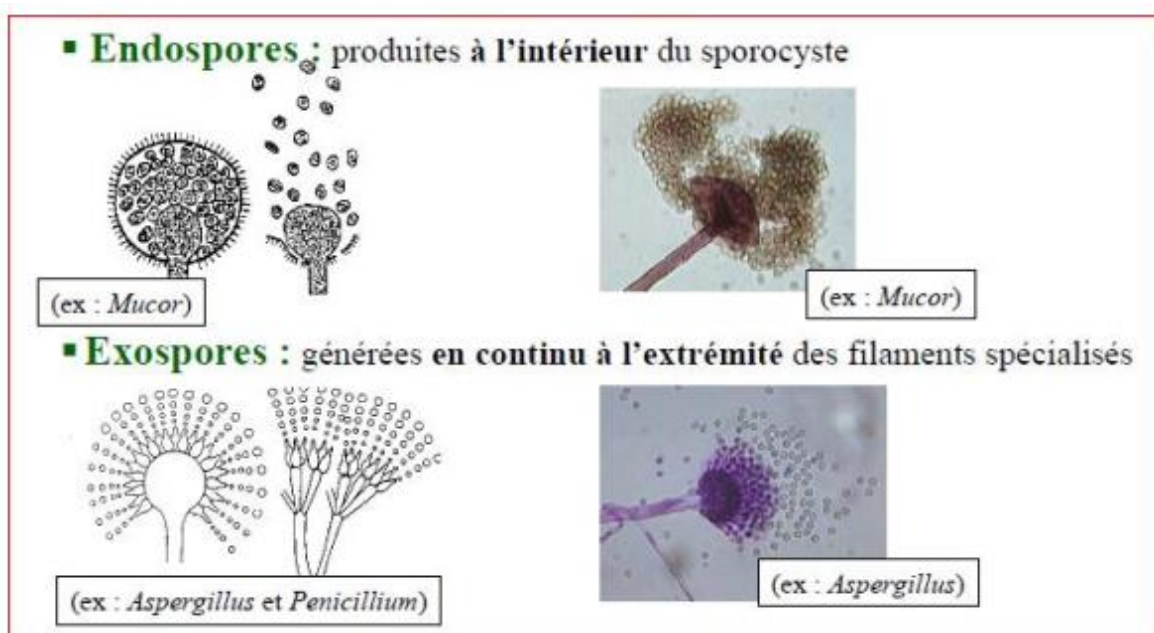 ▪ Endospores : produites à l'intérieur du sporocyste
(ex : Mucor)
(ex : Mucor)
▪ Exospores : générées en continu à l'extrémité des filaments spécialisés
(ex : Aspergillus et Penicillium)
(ex : Aspergillus)